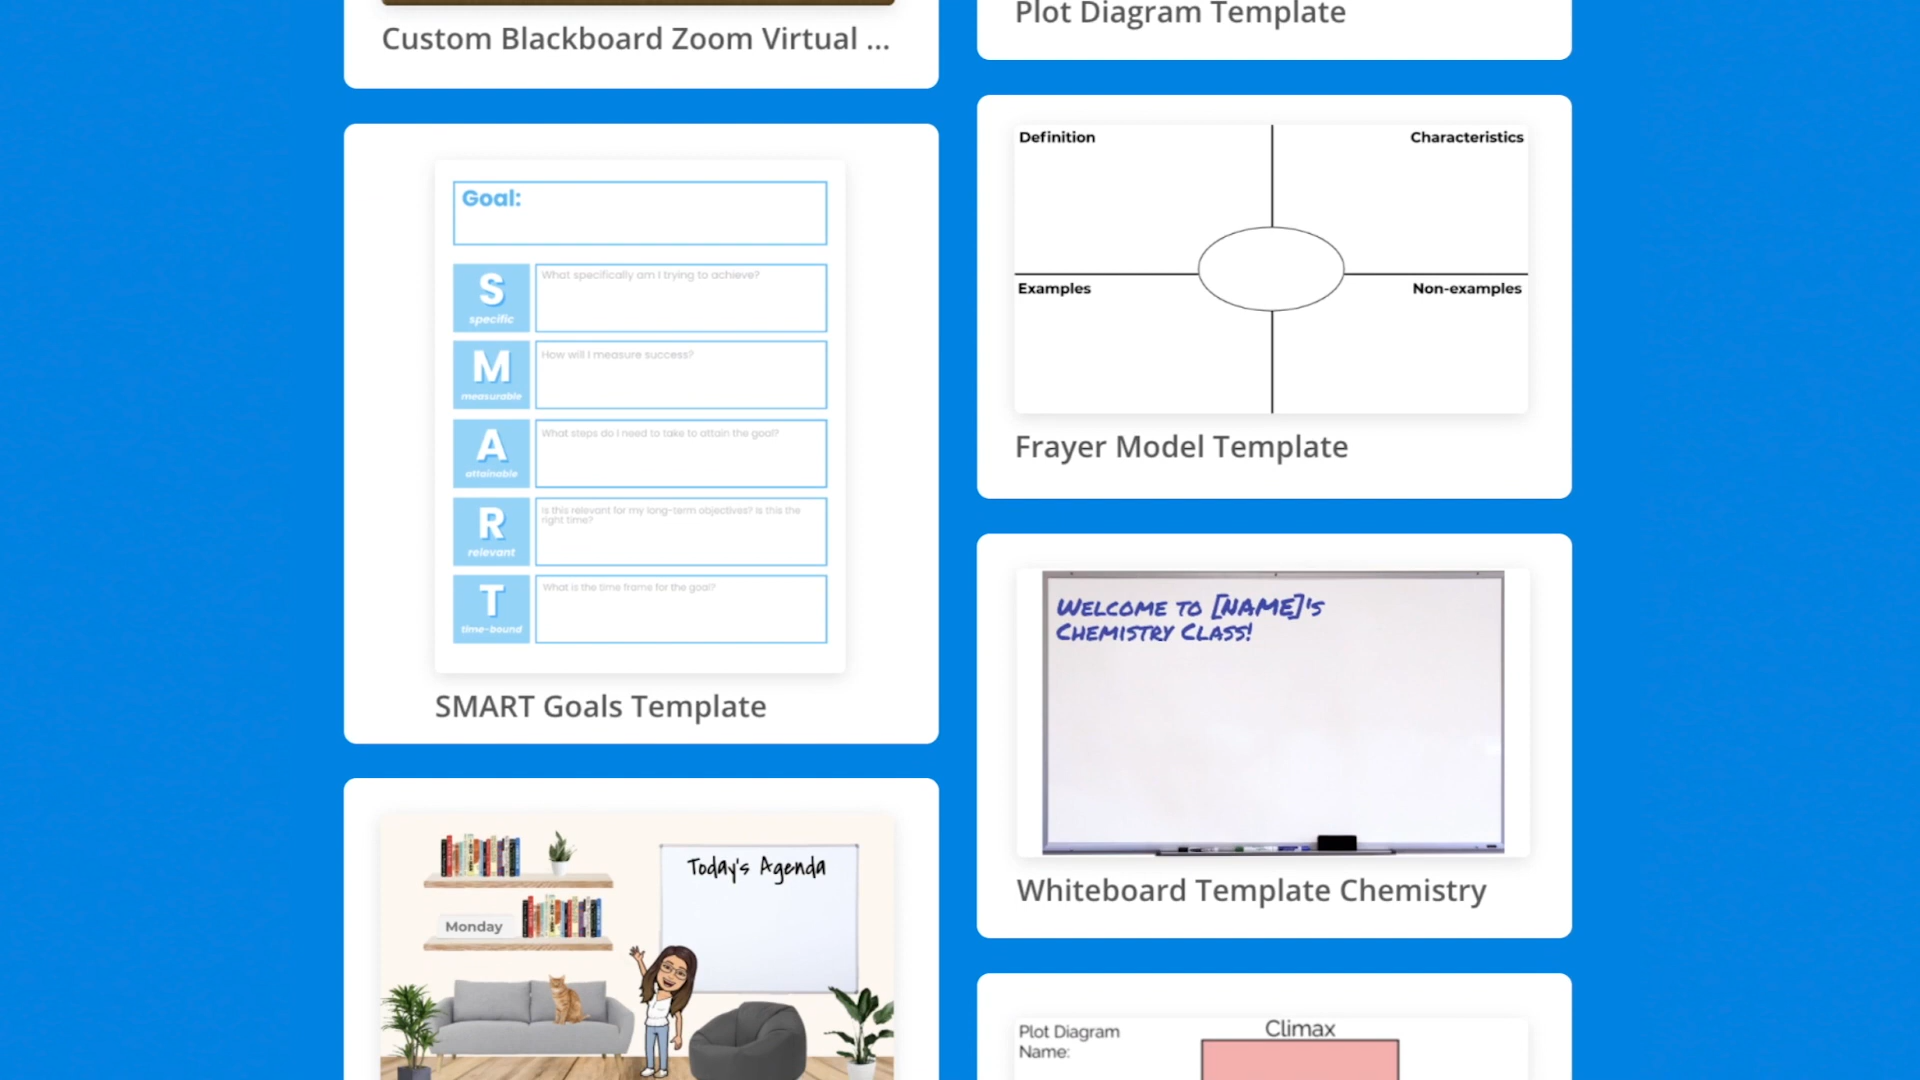 Custom Blackboard Zoom Virtual ...
Goal:
S
specific
What specifically am I trying to achieve?
M
measurable
How will I measure success?
A
attainable
What steps do I need to take to attain the goal?
R
relevant
Is this relevant for my long-term objectives? Is this the
right time?
T
time-bound
What is the time frame for the goal?
SMART Goals Template
Today's Agenda
Monday
Plot Diagram Template
Definition
Characteristics
Examples
Non-examples
Frayer Model Template
Welcome to [NAME]'s
Chemistry Class!
Whiteboard Template Chemistry
Plot Diagram
Name:
Climax